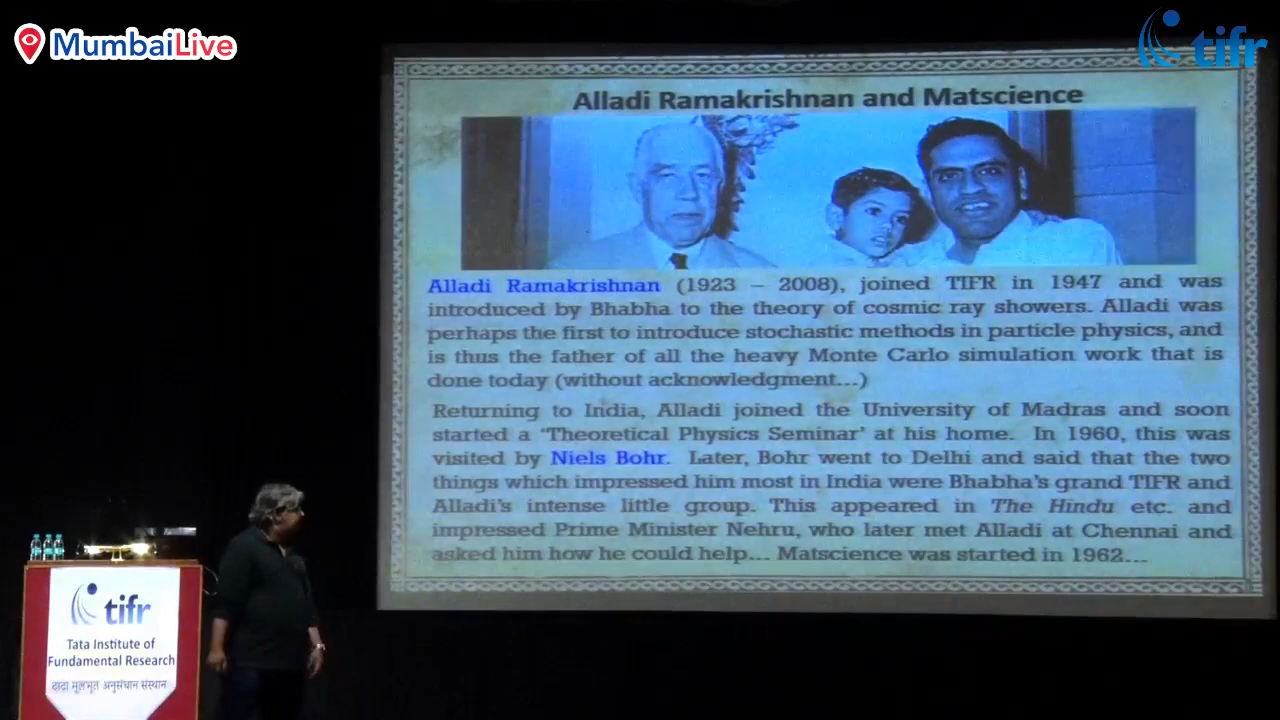 MumbaiLive
tifr
Alladi Ramakrishnan and Matscience
Alladi Ramakrishnan (1923 – 2008), joined TIFR in 1947 and was
introduced by Bhabha to the theory of cosmic ray showers. Alladi was
perhaps the first to introduce stochastic methods in particle physics, and
is thus the father of all the heavy Monte Carlo simulation work that is
done today (without acknowledgment...)
Returning to India, Alladi joined the University of Madras and soon
started a 'Theoretical Physics Seminar' at his home. In 1960, this was
visited by Niels Bohr. Later, Bohr went to Delhi and said that the two
things which impressed him most in India were Bhabha's grand TIFR and
Alladi's intense little group. This appeared in The Hindu etc. and
impressed Prime Minister Nehru, who later met Alladi at Chennai and
asked him how he could help... Matscience was started in 1962...
tifr
Tata Institute of
Fundamental Research
टाटा मूलभूत अनुसंधान संस्थान